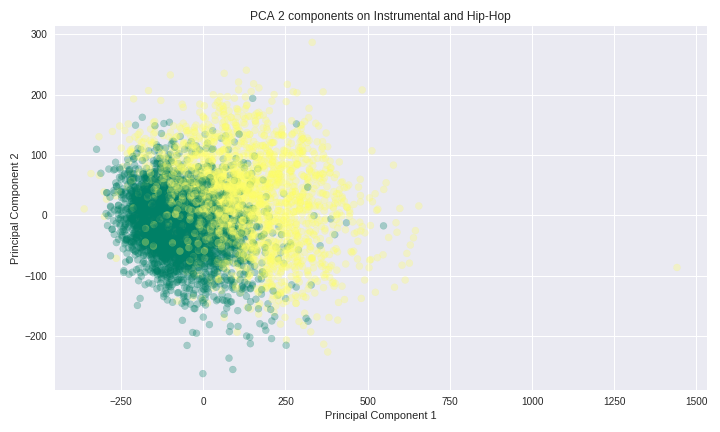 PCA 2 components on Instrumental and Hip-Hop
300
200
100
0
−100
−200
Principal Component 2
−250 0 250 500 750 1000 1250 1500
Principal Component 1